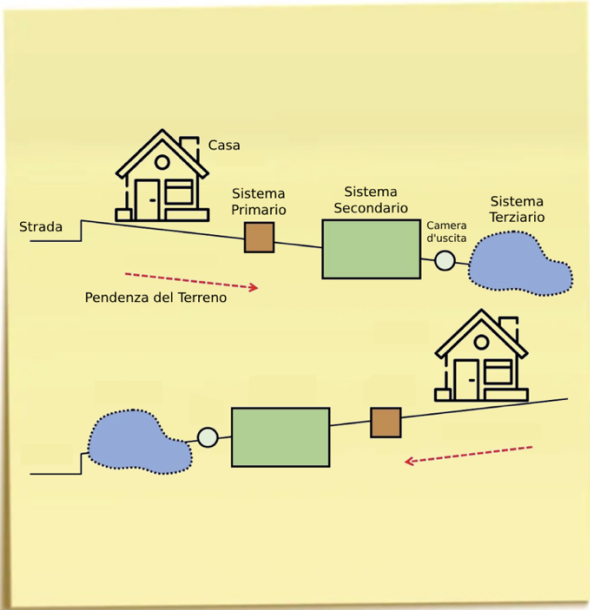 Casa
Sistema
Primario
Sistema
Secondario
Sistema
Terziario
Strada
Camera
d'uscita
Pendenza del Terreno